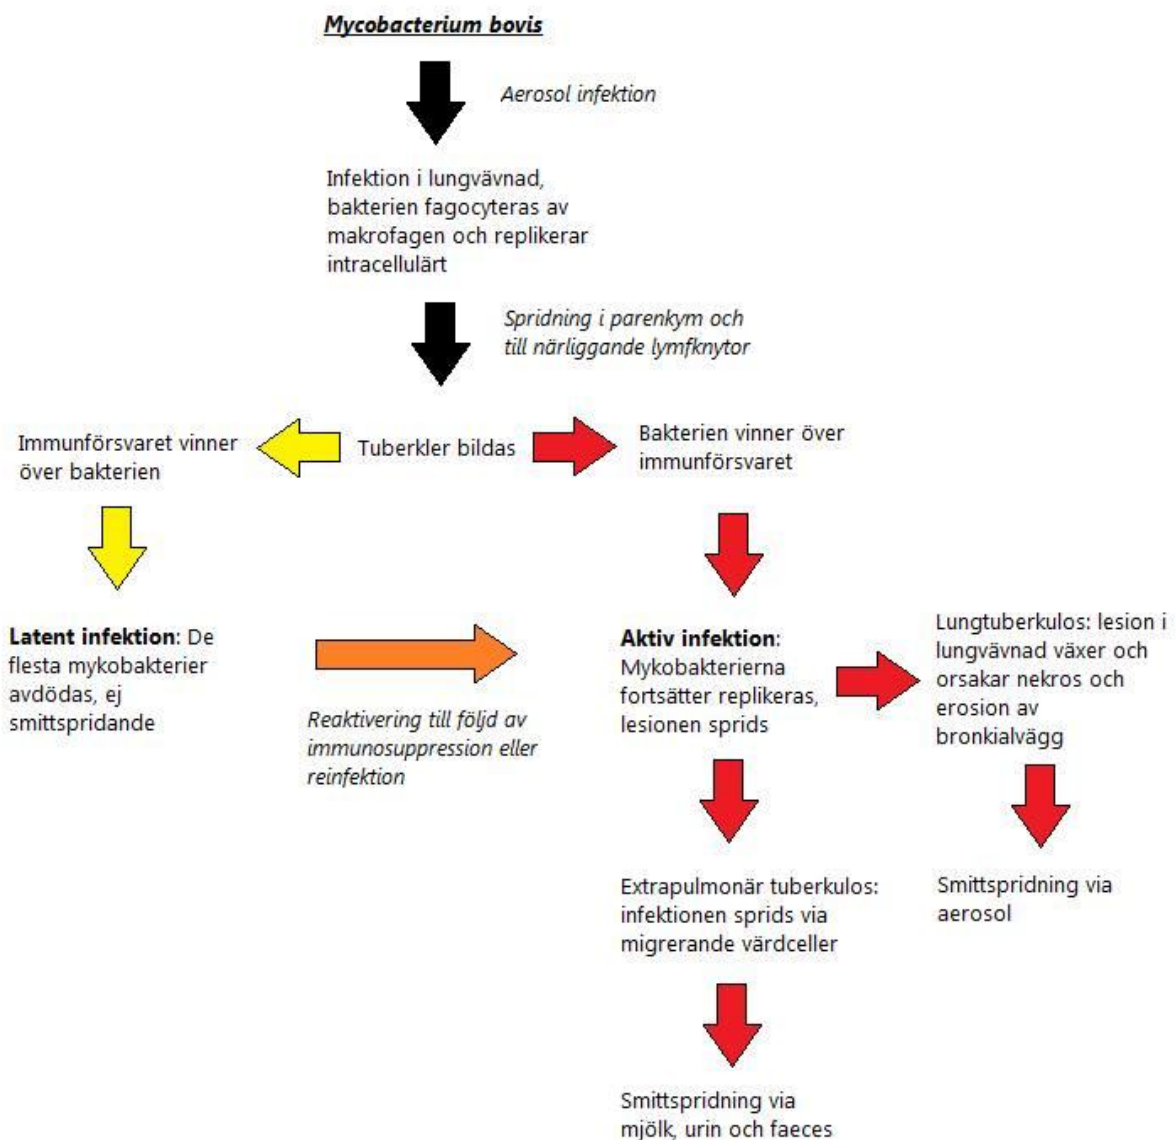 Mycobacterium bovis
Aerosol infektion
Infektion i lungvävnad,
bakterien fagocyteras av
makrofagen och replikerar
intracellulärt
Spridning i parenkym och
till närliggande lymfknytor
Immunförsvaret vinner
över bakterien
Tuberkler bildas
Bakterien vinner över
immunförsvaret
Latent infektion: De
flesta mykobakterier
avdödas, ej
smittspridande
Reaktivering till följd av
immunosuppression eller
reinfektion
Aktiv infektion:
Mykobakterierna
fortsätter replikeras,
lesionen sprids
Lungtuberkulos: lesion i
lungvävnad växer och
orsakar nekros och
erosion av
bronkialvägg
Extrapulmonär tuberkulos:
infektionen sprids via
migrerande värdceller
Smittspridning via
aerosol
Smittspridning via
mjölk, urin och faeces